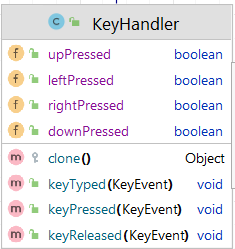 C KeyHandler
f upPressed boolean
f leftPressed boolean
f rightPressed boolean
f downPressed boolean
m clone() Object
m keyTyped(KeyEvent) void
m keyPressed(KeyEvent) void
m keyReleased(KeyEvent) void